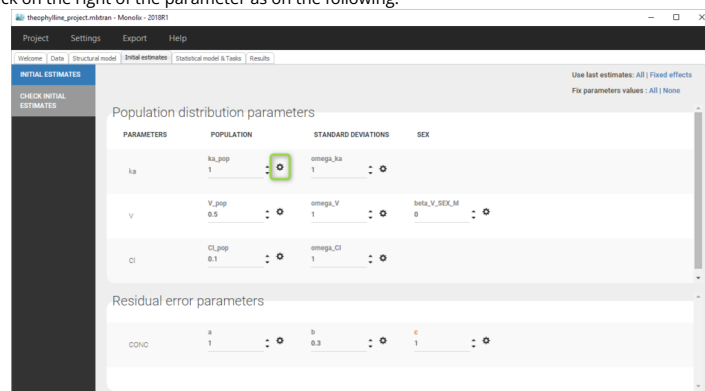 ck on the right of the parameter as on the following.
theophylline_project.mlxtran - Monolix - 2018R1
Project Settings Export Help
Welcome Data Structural model Initial estimates Statistical model & Tasks Results
INITIAL ESTIMATES
CHECK INITIAL
ESTIMATES
Use last estimates: All | Fixed effects
Fix parameters values : All | None
Population distribution parameters
PARAMETERS POPULATION STANDARD DEVIATIONS SEX
ka_pop omega_ka
ka 1 1
V_pop omega_V beta_V_SEX_M
V 0.5 1 0
Cl_pop omega_Cl
Cl 0.1 1
Residual error parameters
a b c
CONC 1 0.3 1